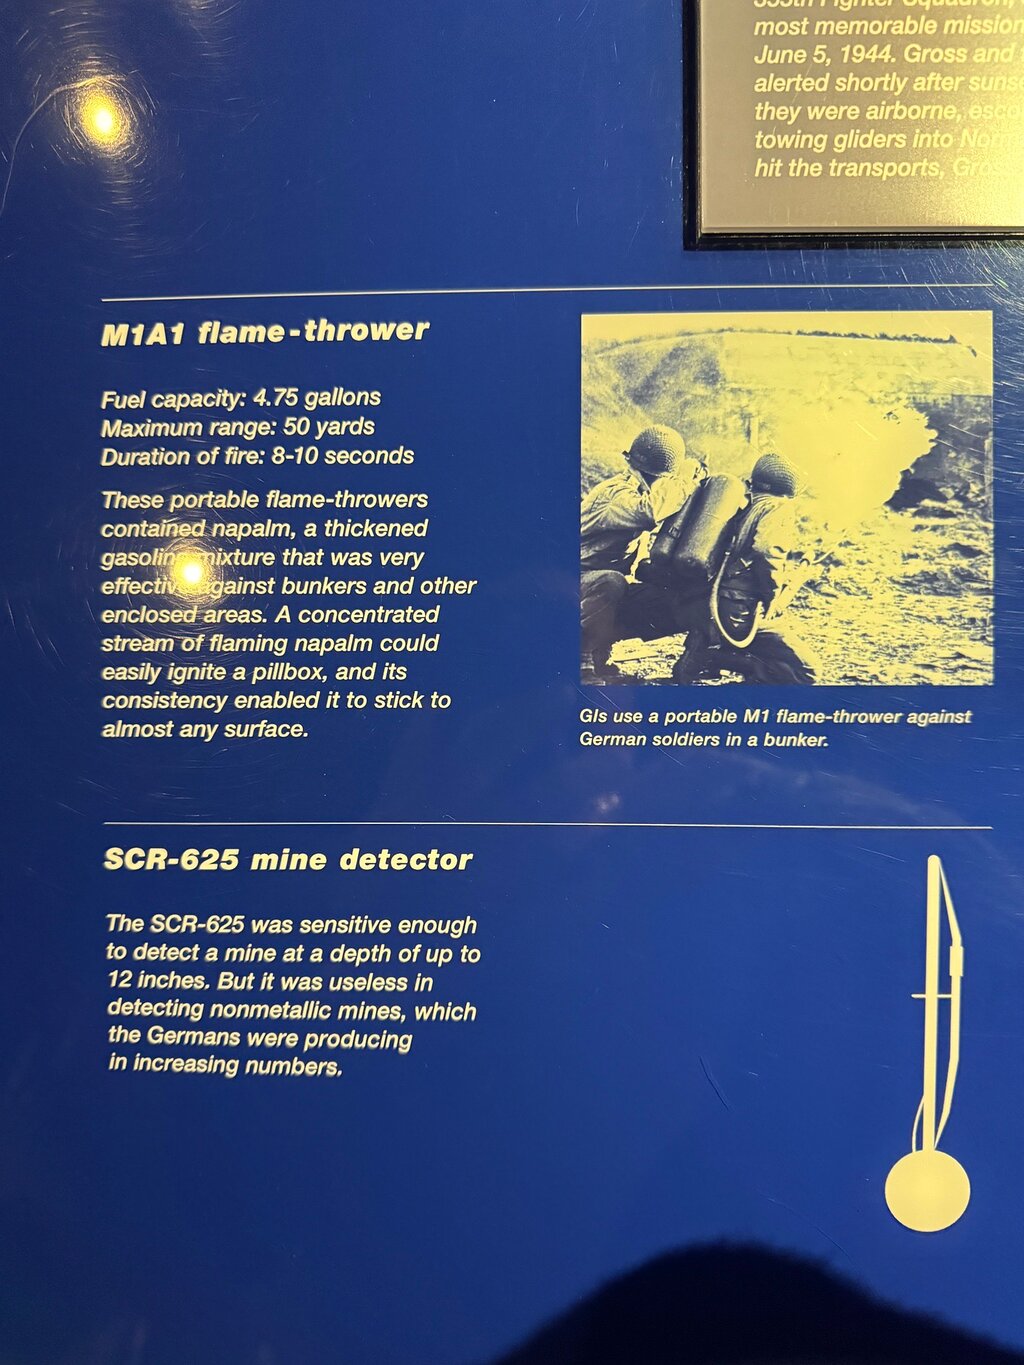 most memorable mission
June 5, 1944. Gross and
alerted shortly after
they were airborne,
towing gliders into
hit the transports,
M1A1 flame-thrower
Fuel capacity: 4.75 gallons
Maximum range: 50 yards
Duration of fire: 8-10 seconds
These portable flame-throwers
contained napalm, a thickened
gasoline mixture that was very
effective against bunkers and other
enclosed areas. A concentrated
stream of flaming napalm could
easily ignite a pillbox, and its
consistency enabled it to stick to
almost any surface.
GIs use a portable M1 flame-thrower against
German soldiers in a bunker.
SCR-625 mine detector
The SCR-625 was sensitive enough
to detect a mine at a depth of up to
12 inches. But it was useless in
detecting nonmetallic mines, which
the Germans were producing
in increasing numbers.